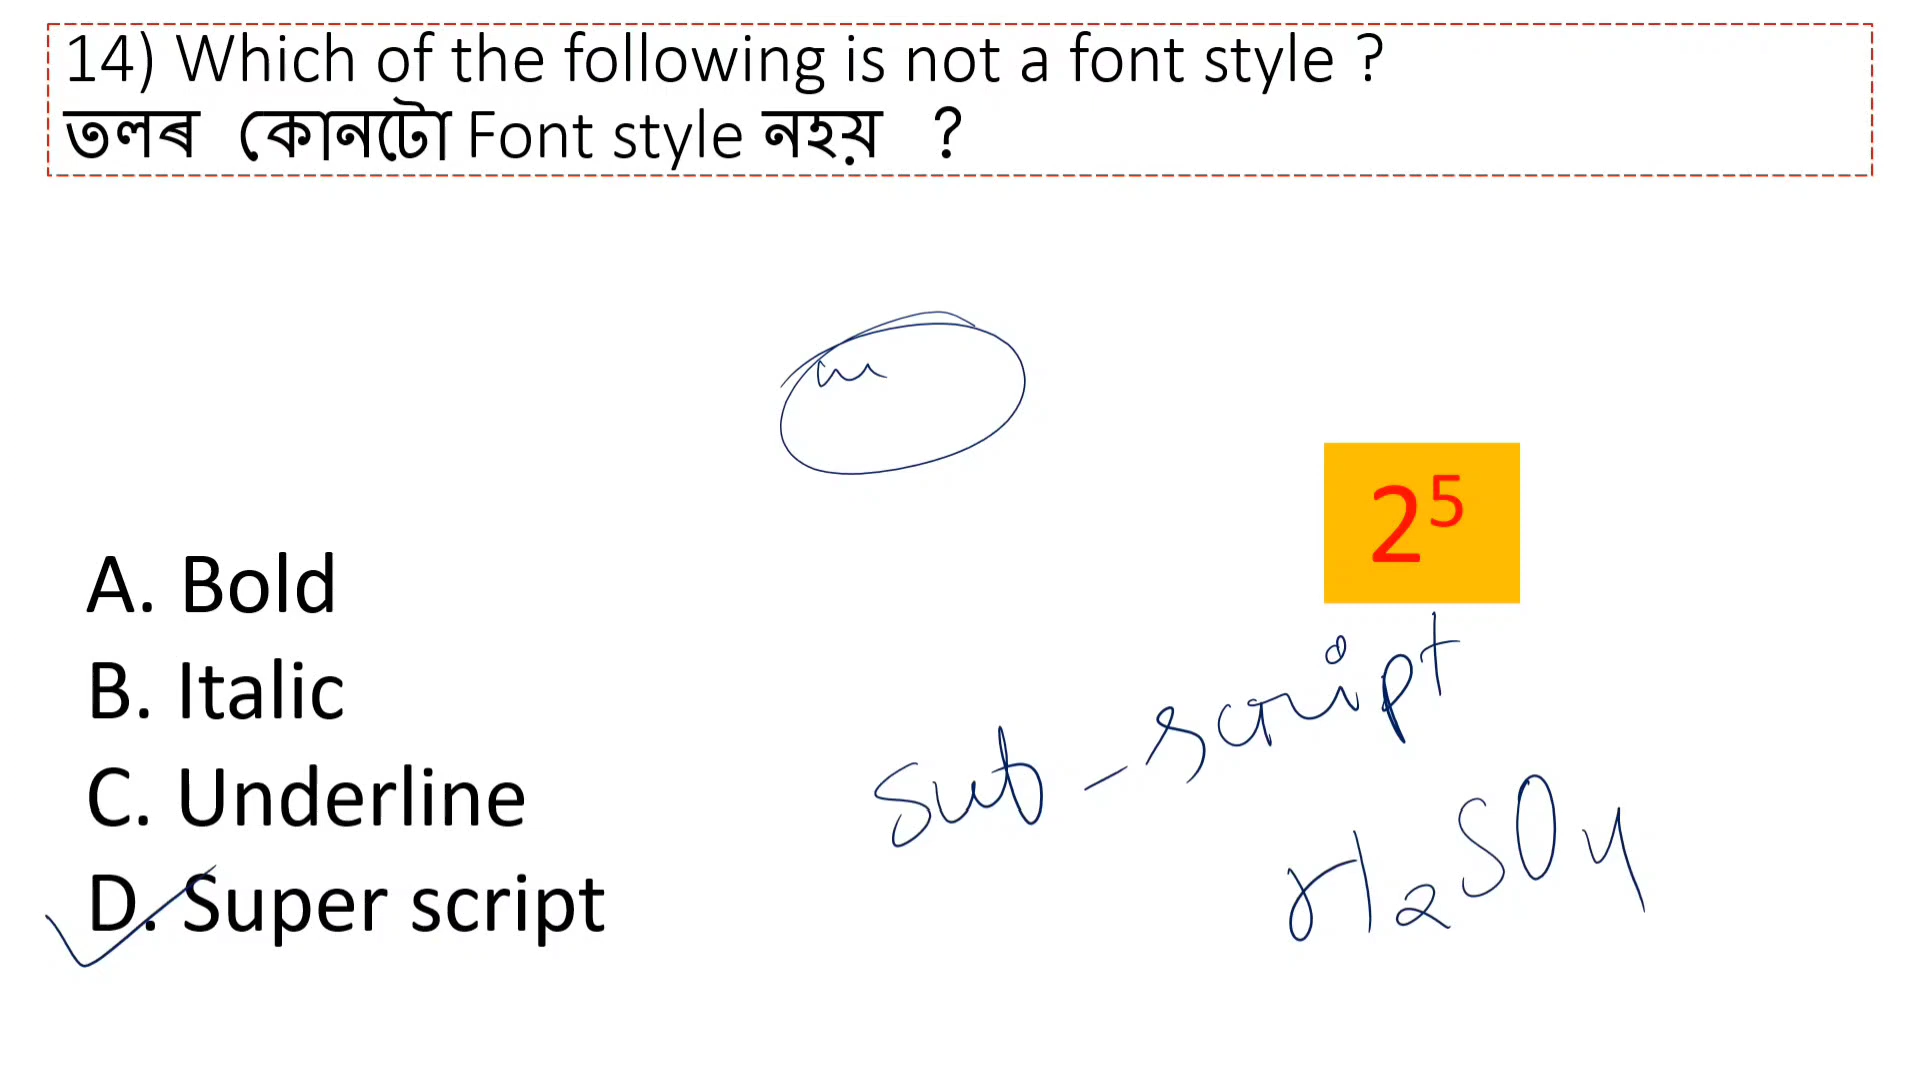 14) Which of the following is not a font style ?
তলৰ কোনটো Font style নহয় ?
2⁵
A. Bold
B. Italic
C. Underline
D. Super script
sub-script
H₂SO₄